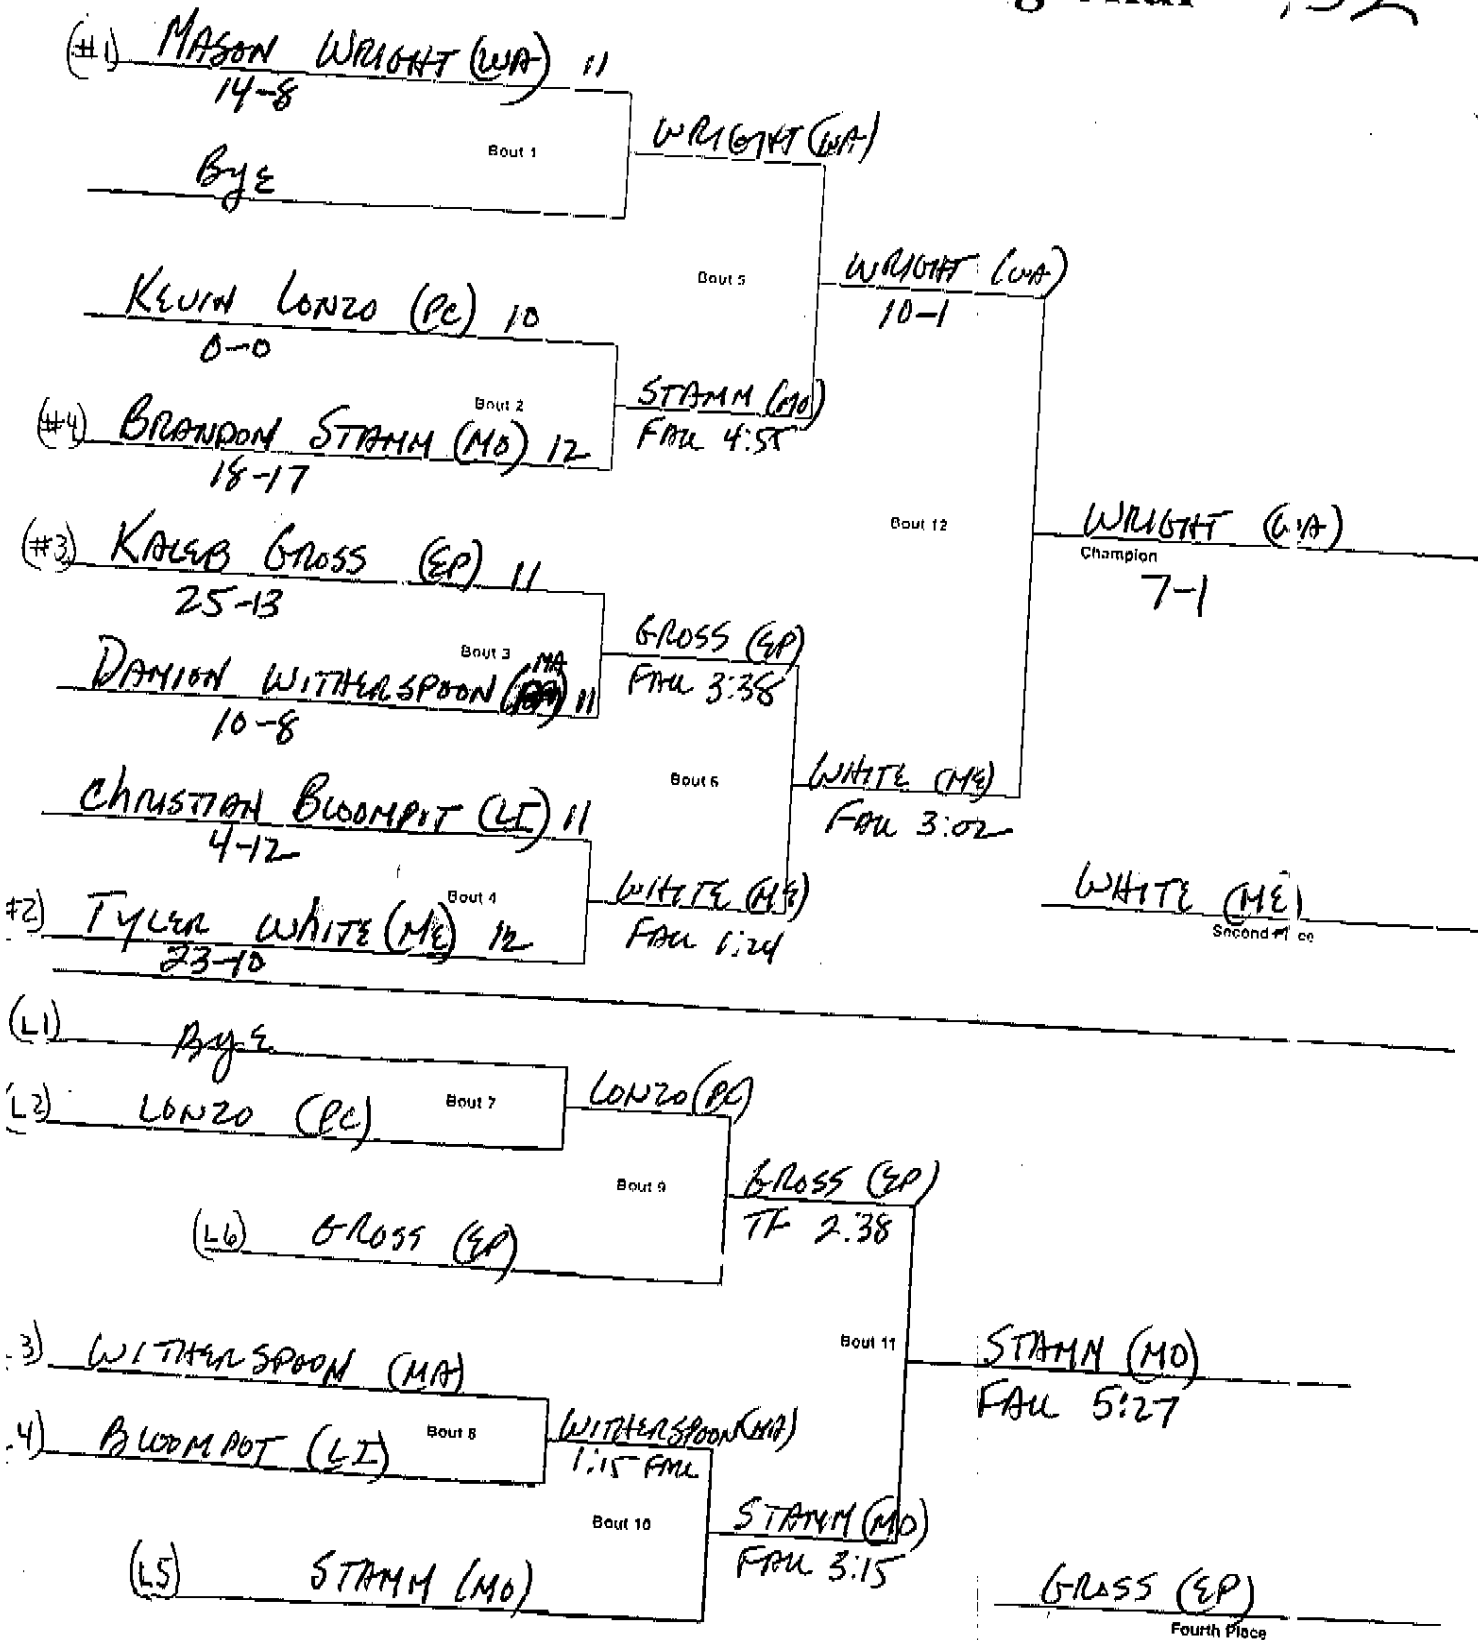 (#1) MASON WRIGHT (WA) 11
14-8
Bout 1
WRIGHT (WA)
Bye
Bout 5
WRIGHT (WA)
10-1
KEVIN LONZO (PC) 10
0-0
Bout 2
STAMM (MO)
FALL 4:55
(#4) BRANDON STAMM (MO) 12
18-17
Bout 12
WRIGHT (WA)
Champion
7-1
(#3) KALEB GROSS (EP) 11
25-13
Bout 3
GROSS (EP)
FALL 3:38
DAMION WITHERSPOON (MA) 11
10-8
Bout 6
WHITE (ME)
FALL 3:02
CHRISTIAN BLOOMPOT (LI) 11
4-12
Bout 4
WHITE (ME)
FALL 1:24
#2) TYLER WHITE (ME) 12
23-10
WHITE (ME)
Second
(L1) Bye
Bout 7
LONZO (PC)
L2) LONZO (PC)
Bout 9
GROSS (EP)
TF 2:38
(L6) GROSS (EP)
Bout 11
STAMM (MO)
FALL 5:27
3) WITHERSPOON (MA)
Bout 8
WITHERSPOON (MA)
1:15 FALL
4) BLOOMPOT (LI)
Bout 10
STAMM (MO)
FALL 3:15
(L5) STAMM (MO)
GROSS (EP)
Fourth Place